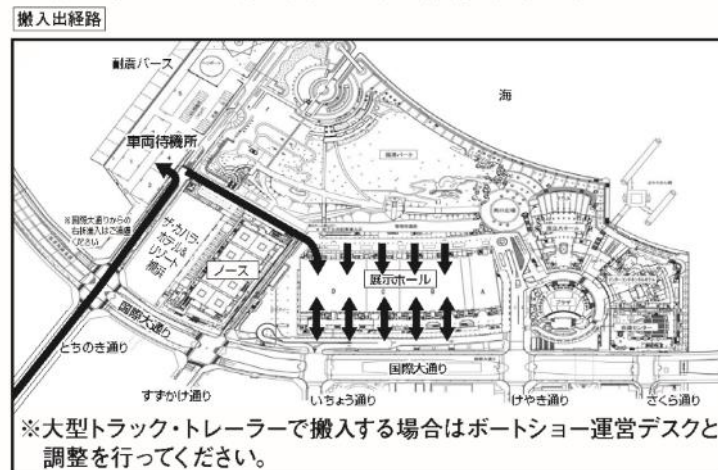 搬入出経路
耐震バース
海
車両待機所
臨港パーク
※国際大通りからの
右折進入はご遠慮
ください
ザ・カハラ・
ホテル&
リゾート
横浜
ノース
展示ホール
D
C
B
A
国際大通り
とちのき通り
国際大通り
すずかけ通り
いちょう通り
けやき通り
さくら通り
※大型トラック・トレーラーで搬入する場合はボートショー運営デスクと
調整を行ってください。